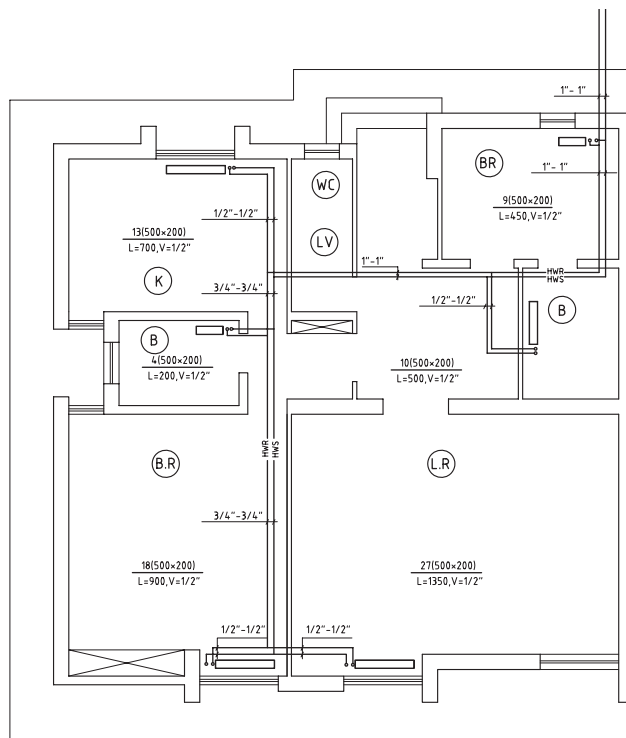 1"- 1"
BR
1"- 1"
WC
9(500×200)
L=450,V=1/2"
1/2"-1/2"
13(500×200)
L=700,V=1/2"
LV
1"-1"
HWR
HWS
K
3/4"-3/4"
1/2"-1/2"
B
B
4(500×200)
L=200,V=1/2"
10(500×200)
L=500,V=1/2"
HWR
HWS
B.R
L.R
3/4"-3/4"
18(500×200)
L=900,V=1/2"
27(500×200)
L=1350,V=1/2"
1/2"-1/2"
1/2"-1/2"